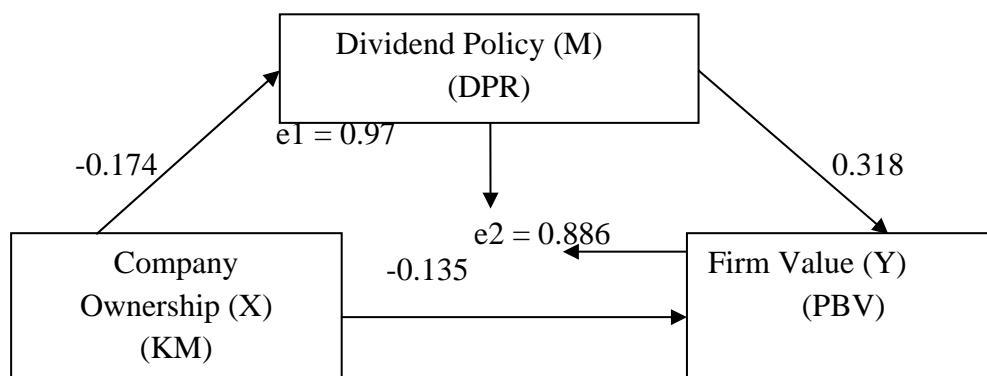 Dividend Policy (M)
(DPR)
e1 = 0.97
-0.174
0.318
e2 = 0.886
-0.135
Company
Ownership (X)
(KM)
Firm Value (Y)
(PBV)